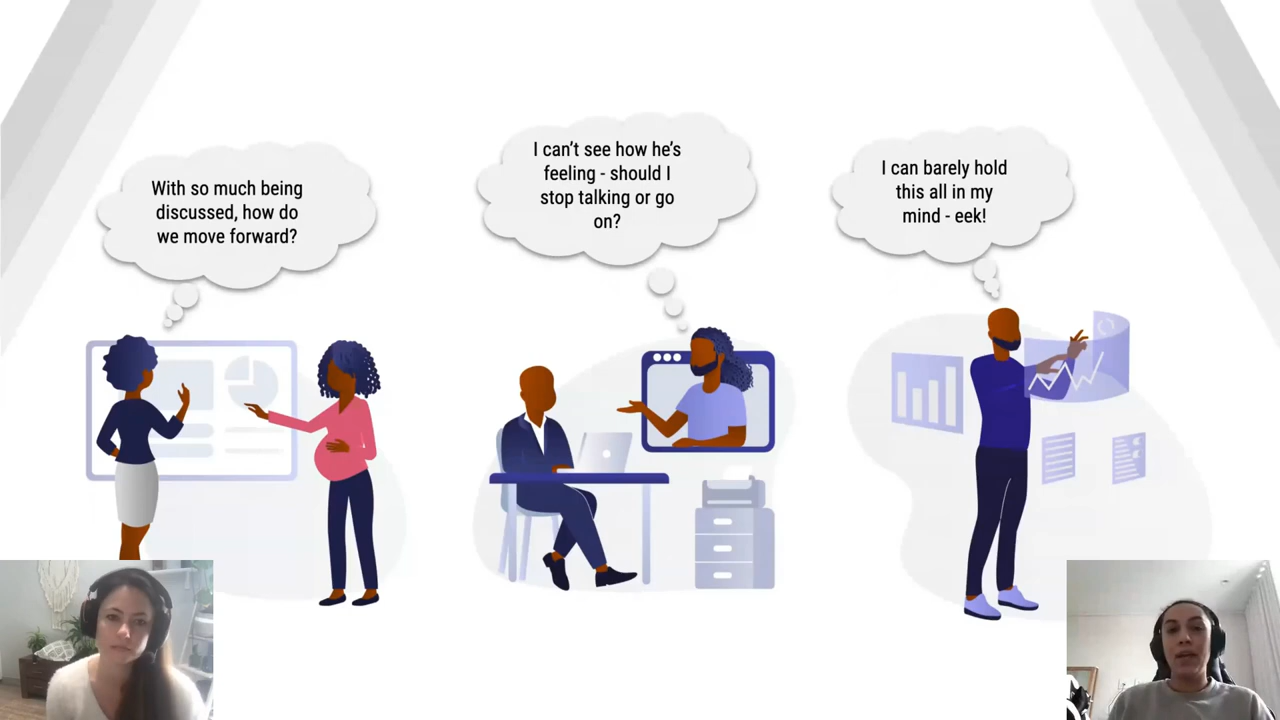 With so much being
discussed, how do
we move forward?
I can't see how he's
feeling - should I
stop talking or go
on?
I can barely hold
this all in my
mind - eek!